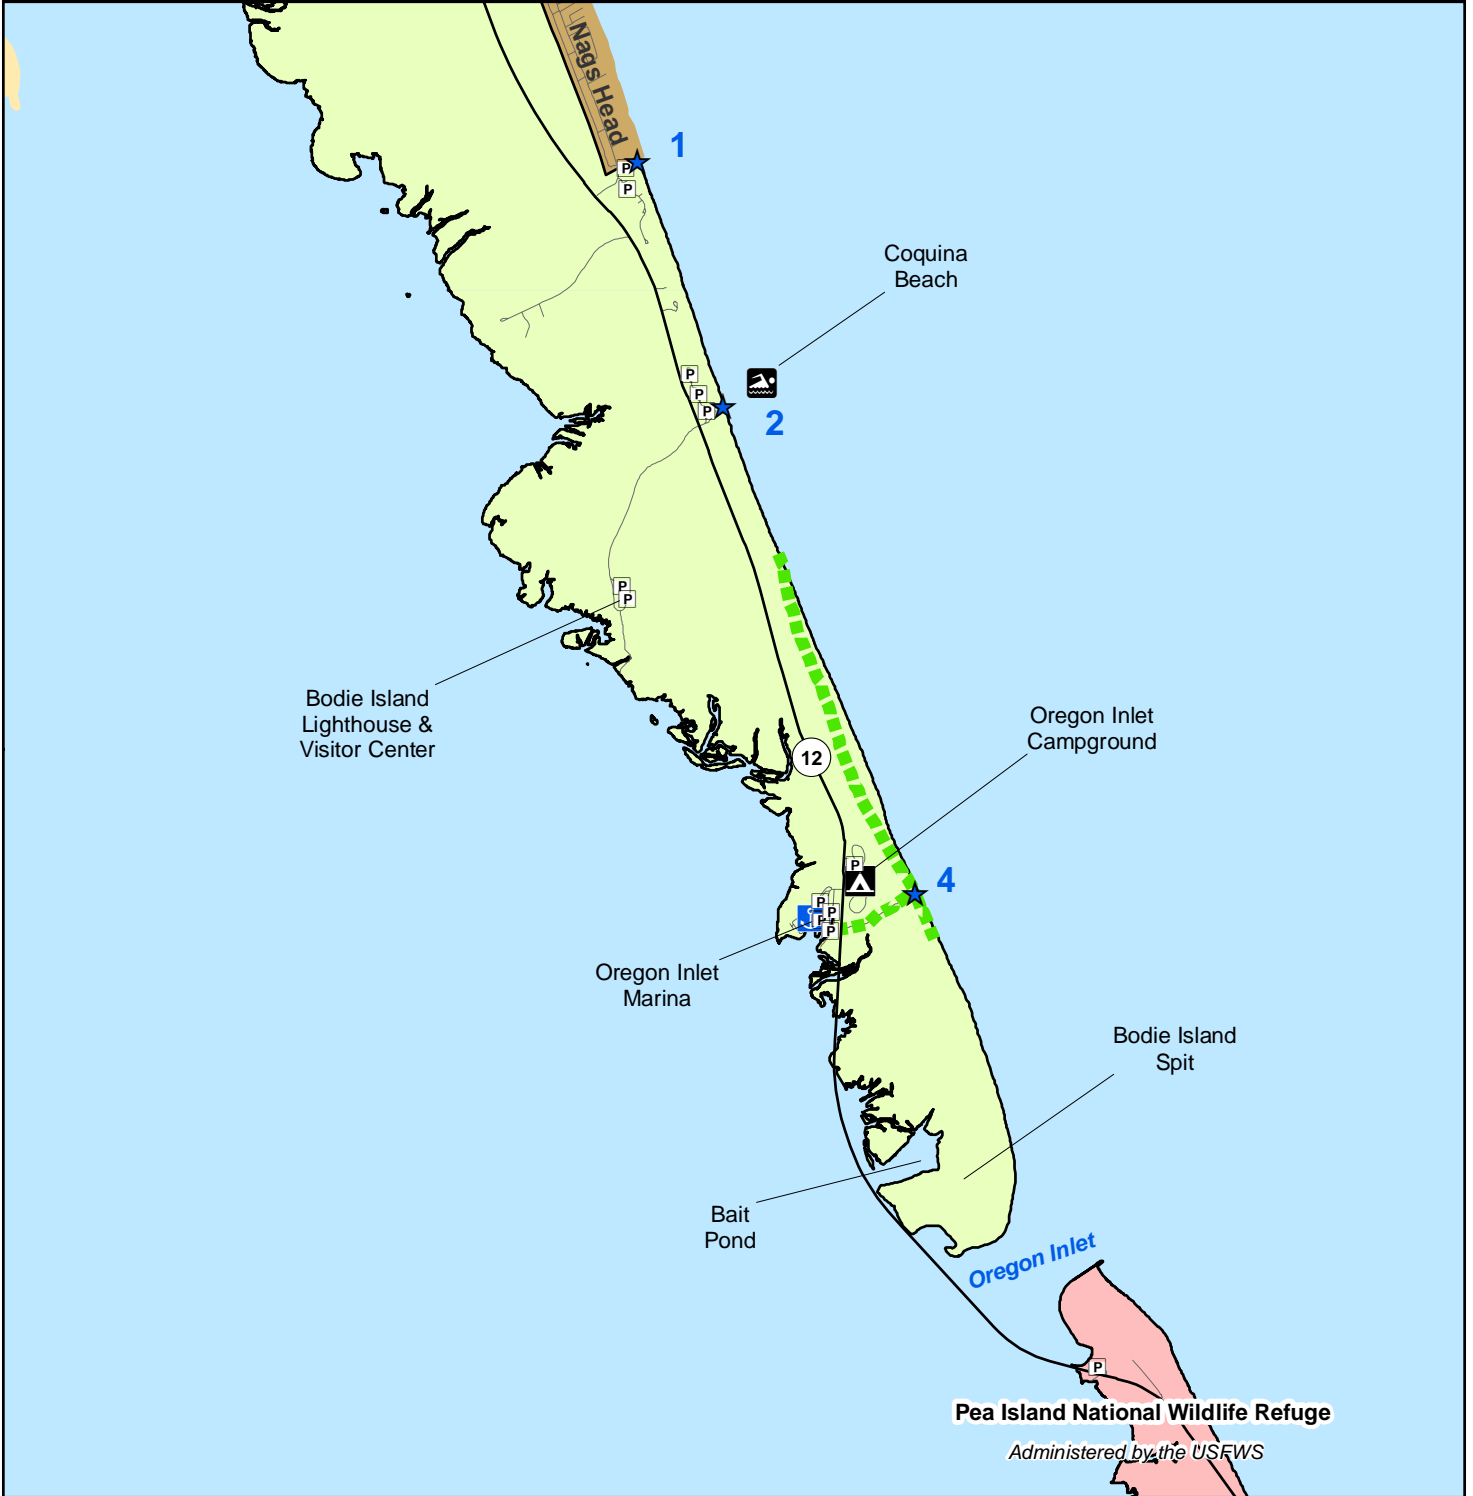 Nags Head
1
P
P
Coquina
Beach
P
P
P
2
P
P
Bodie Island
Lighthouse &
Visitor Center
12
Oregon Inlet
Campground
P
4
P
P
P
P
Oregon Inlet
Marina
Bodie Island
Spit
Bait
Pond
Oregon Inlet
P
Pea Island National Wildlife Refuge
Administered by the USFWS